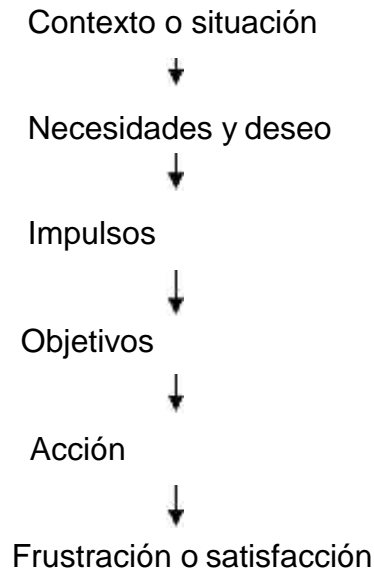 Contexto o situación
Necesidades y deseo
Impulsos
Objetivos
Acción
Frustración o satisfacción